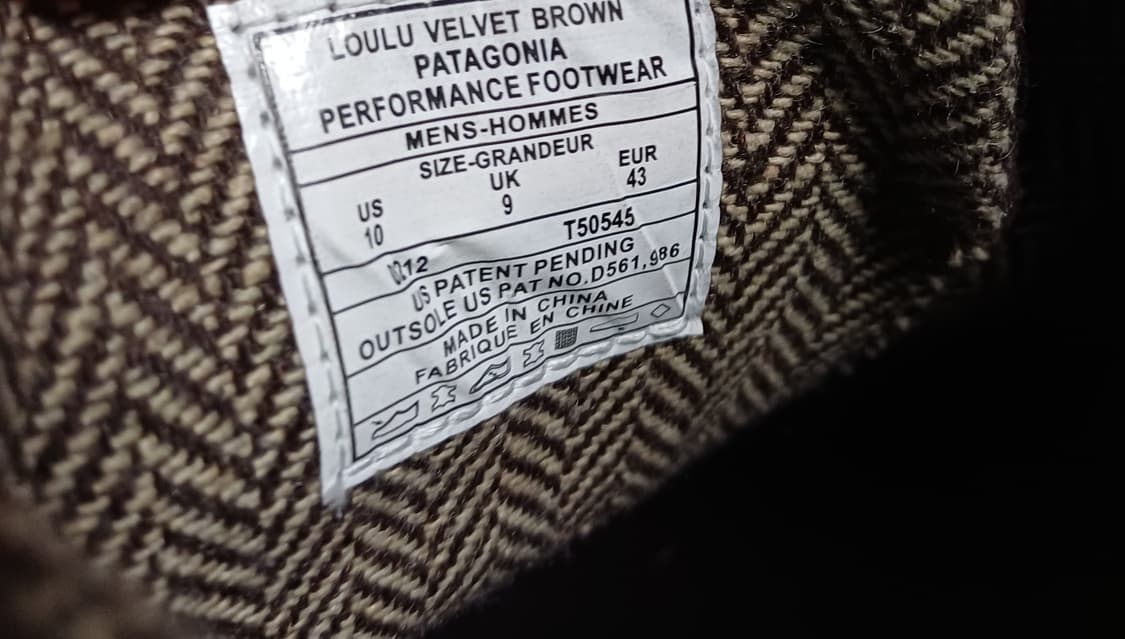 LOULU VELVET BROWN
PATAGONIA
PERFORMANCE FOOTWEAR
MENS-HOMMES
SIZE-GRANDEUR
US UK EUR
10 9 43
T50545
US PATENT PENDING
OUTSOLE US PAT NO.D561,986
MADE IN CHINA
FABRIQUE EN CHINE